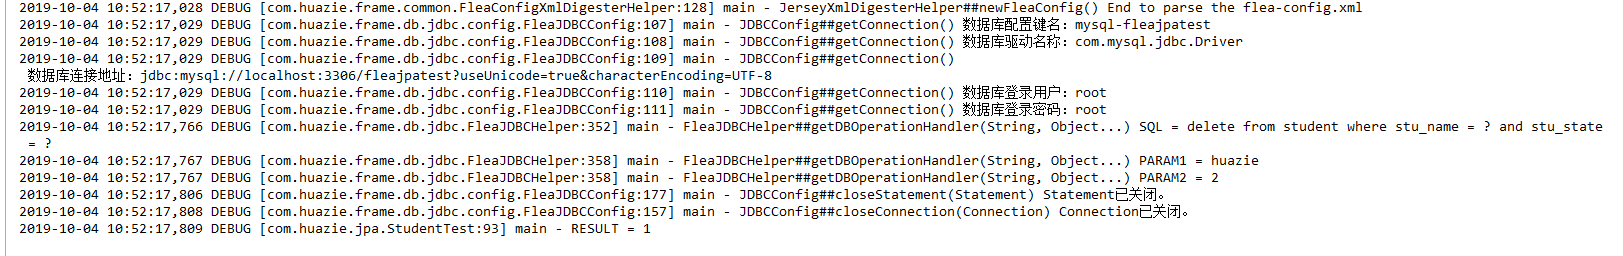 2019-10-04 10:52:17,028 DEBUG [com.huazie.frame.common.FleaConfigXmlDigesterHelper:128] main - JerseyXmlDigesterHelper##newFleaConfig() End to parse the flea-config.xml
2019-10-04 10:52:17,029 DEBUG [com.huazie.frame.db.jdbc.config.FleaJDBCConfig:107] main - JDBCConfig##getConnection() 数据库配置键名：mysql-fleajpatest
2019-10-04 10:52:17,029 DEBUG [com.huazie.frame.db.jdbc.config.FleaJDBCConfig:108] main - JDBCConfig##getConnection() 数据库驱动名称：com.mysql.jdbc.Driver
2019-10-04 10:52:17,029 DEBUG [com.huazie.frame.db.jdbc.config.FleaJDBCConfig:109] main - JDBCConfig##getConnection()
数据库连接地址：jdbc:mysql://localhost:3306/fleajpatest?useUnicode=true&characterEncoding=UTF-8
2019-10-04 10:52:17,029 DEBUG [com.huazie.frame.db.jdbc.config.FleaJDBCConfig:110] main - JDBCConfig##getConnection() 数据库登录用户：root
2019-10-04 10:52:17,029 DEBUG [com.huazie.frame.db.jdbc.config.FleaJDBCConfig:111] main - JDBCConfig##getConnection() 数据库登录密码：root
2019-10-04 10:52:17,766 DEBUG [com.huazie.frame.db.jdbc.FleaJDBCHelper:352] main - FleaJDBCHelper##getDBOperationHandler(String, Object...) SQL = delete from student where stu_name = ? and stu_state
= ?
2019-10-04 10:52:17,767 DEBUG [com.huazie.frame.db.jdbc.FleaJDBCHelper:358] main - FleaJDBCHelper##getDBOperationHandler(String, Object...) PARAM1 = huazie
2019-10-04 10:52:17,767 DEBUG [com.huazie.frame.db.jdbc.FleaJDBCHelper:358] main - FleaJDBCHelper##getDBOperationHandler(String, Object...) PARAM2 = 2
2019-10-04 10:52:17,806 DEBUG [com.huazie.frame.db.jdbc.config.FleaJDBCConfig:177] main - JDBCConfig##closeStatement(Statement) Statement已关闭。
2019-10-04 10:52:17,808 DEBUG [com.huazie.frame.db.jdbc.config.FleaJDBCConfig:157] main - JDBCConfig##closeConnection(Connection) Connection已关闭。
2019-10-04 10:52:17,809 DEBUG [com.huazie.jpa.StudentTest:93] main - RESULT = 1